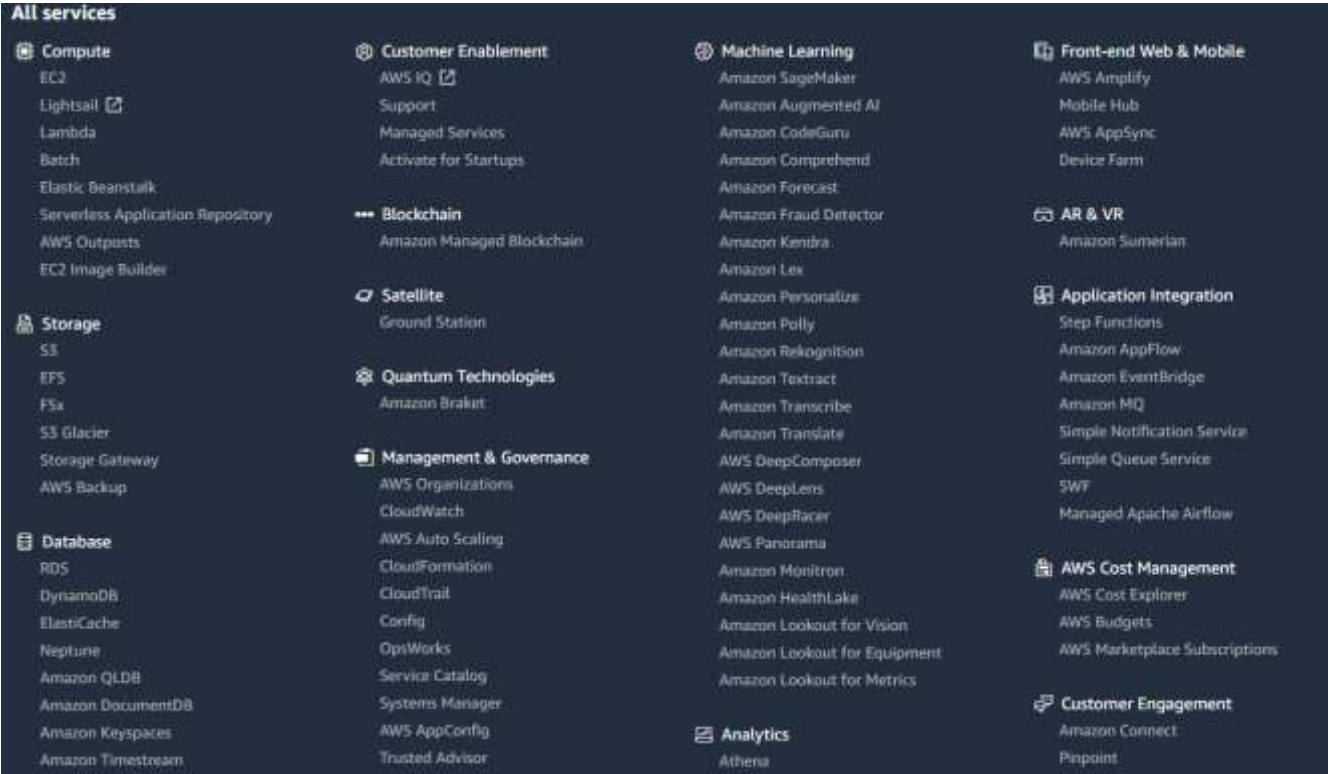 All services
Compute
EC2
Lightsail
Lambda
Batch
Elastic Beanstalk
Serverless Application Repository
AWS Outposts
EC2 Image Builder
Storage
S3
EFS
FSx
S3 Glacier
Storage Gateway
AWS Backup
Database
RDS
DynamoDB
ElastiCache
Neptune
Amazon QLDB
Amazon DocumentDB
Amazon Keyspaces
Amazon Timestream
Customer Enablement
AWS IQ
Support
Managed Services
Activate for Startups
Blockchain
Amazon Managed Blockchain
Satellite
Ground Station
Quantum Technologies
Amazon Braket
Management & Governance
AWS Organizations
CloudWatch
AWS Auto Scaling
CloudFormation
CloudTrail
Config
OpsWorks
Service Catalog
Systems Manager
AWS AppConfig
Trusted Advisor
Machine Learning
Amazon SageMaker
Amazon Augmented AI
Amazon CodeGuru
Amazon Comprehend
Amazon Forecast
Amazon Fraud Detector
Amazon Kendra
Amazon Lex
Amazon Personalize
Amazon Polly
Amazon Rekognition
Amazon Textract
Amazon Transcribe
Amazon Translate
AWS DeepComposer
AWS DeepLens
AWS DeepRacer
AWS Panorama
Amazon Monitron
Amazon HealthLake
Amazon Lookout for Vision
Amazon Lookout for Equipment
Amazon Lookout for Metrics
Analytics
Athena
Front-end Web & Mobile
AWS Amplify
Mobile Hub
AWS AppSync
Device Farm
AR & VR
Amazon Sumerian
Application Integration
Step Functions
Amazon AppFlow
Amazon EventBridge
Amazon MQ
Simple Notification Service
Simple Queue Service
SWF
Managed Apache Airflow
AWS Cost Management
AWS Cost Explorer
AWS Budgets
AWS Marketplace Subscriptions
Customer Engagement
Amazon Connect
Pinpoint